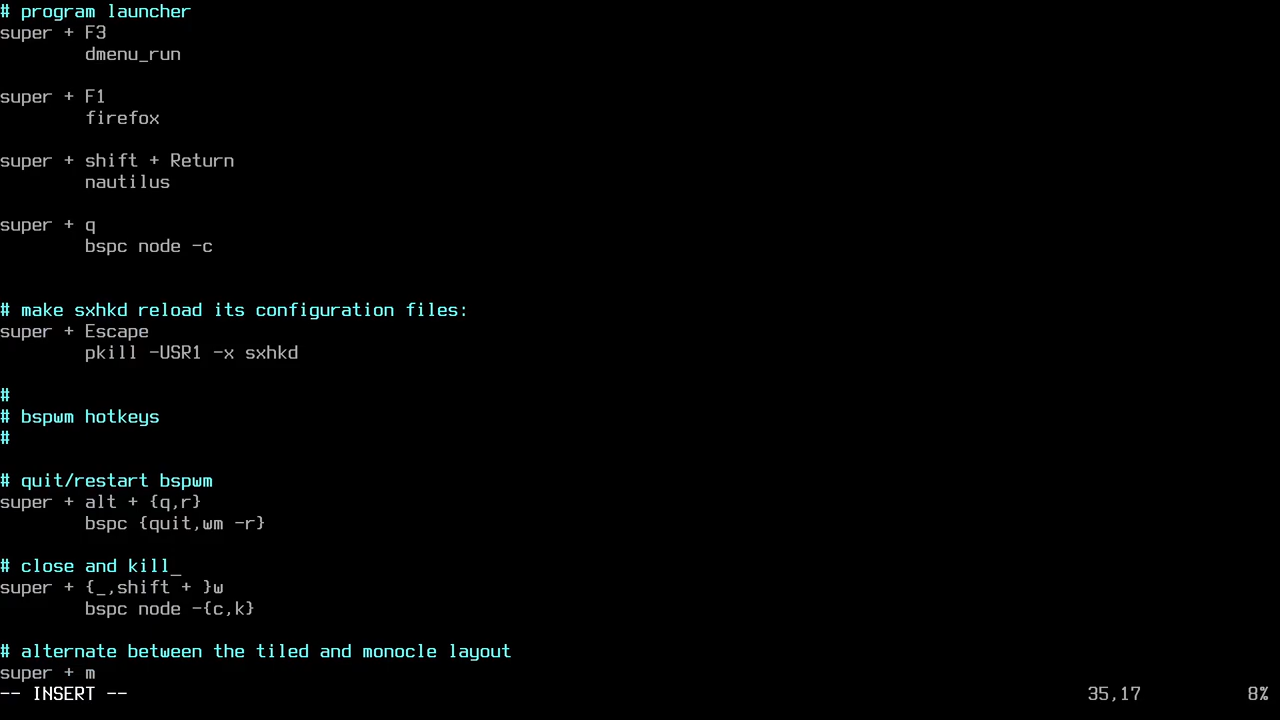 # program launcher
super + F3
        dmenu_run

super + F1
        firefox

super + shift + Return
        nautilus

super + q
        bspc node -c


# make sxhkd reload its configuration files:
super + Escape
        pkill -USR1 -x sxhkd

#
# bspwm hotkeys
#

# quit/restart bspwm
super + alt + {q,r}
        bspc {quit,wm -r}

# close and kill_
super + {_,shift + }w
        bspc node -{c,k}

# alternate between the tiled and monocle layout
super + m
-- INSERT -- 35,17 8%